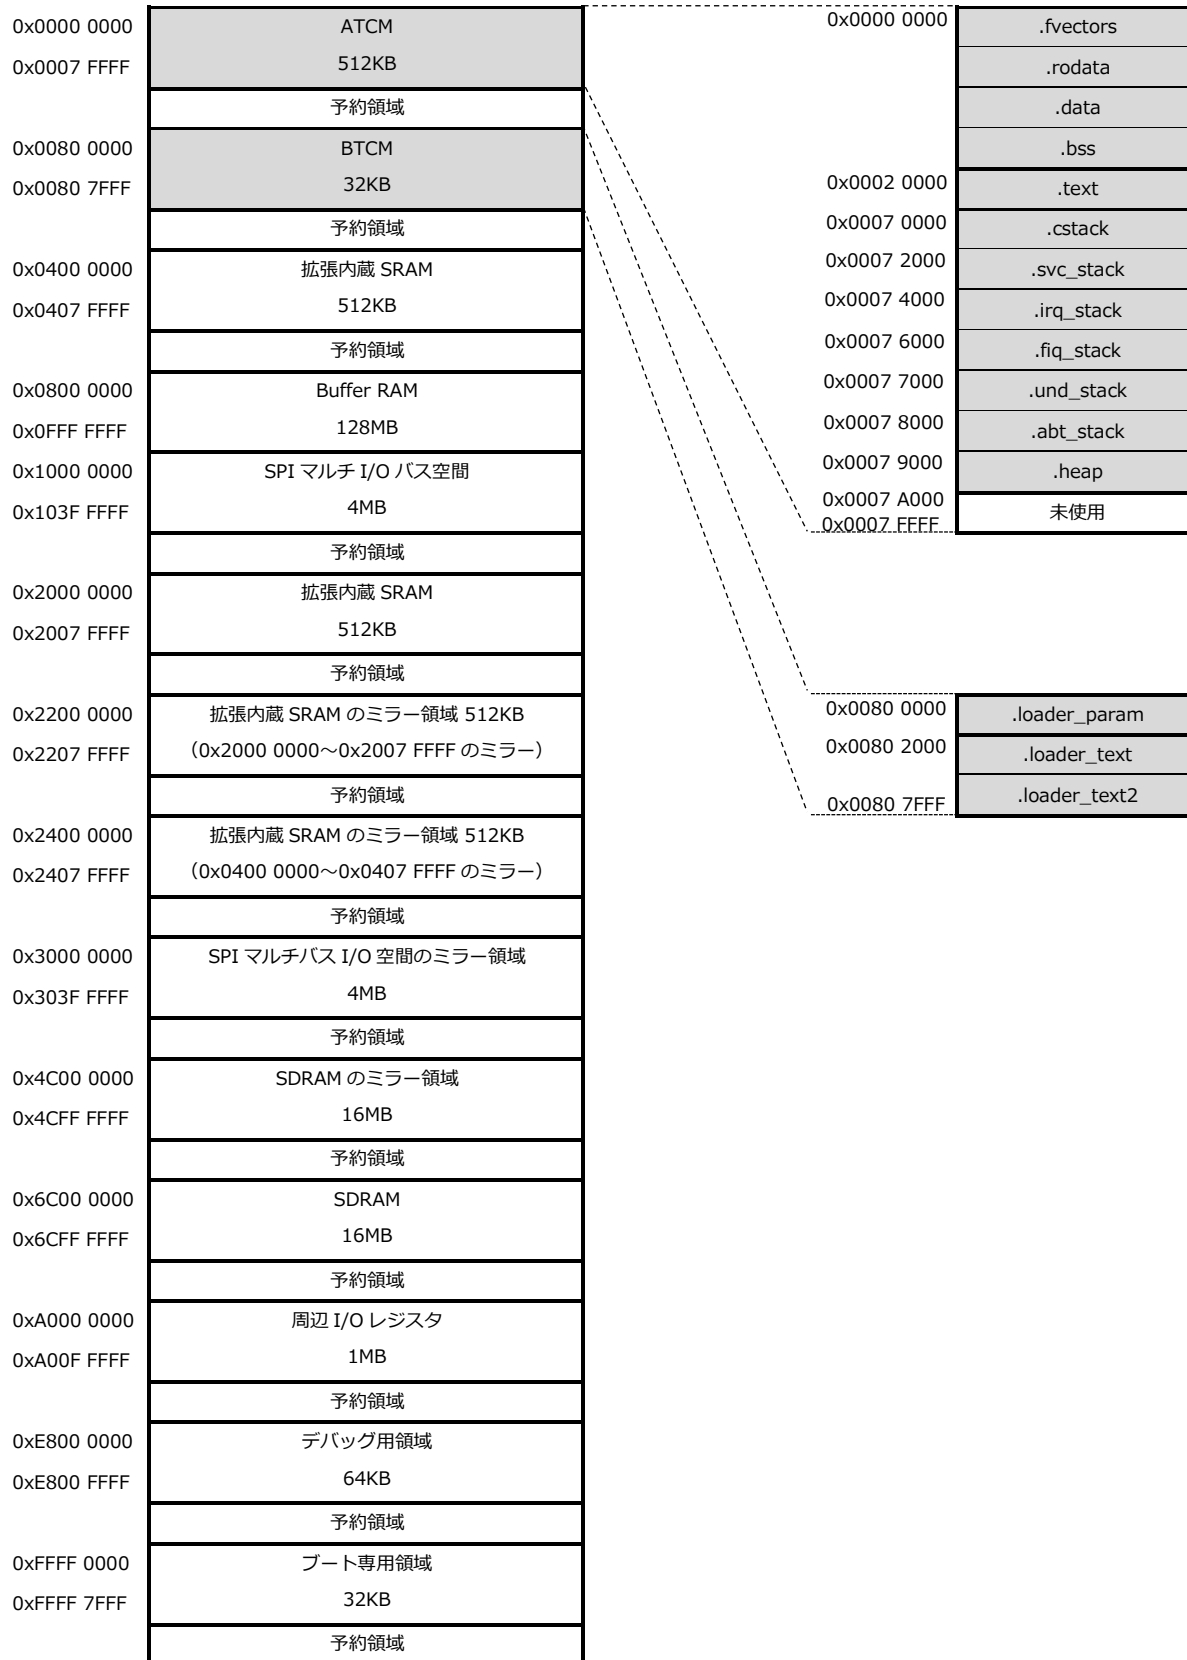 0x0000 0000
ATCM
0x0007 FFFF
512KB
予約領域
0x0080 0000
BTCM
0x0080 7FFF
32KB
予約領域
0x0400 0000
拡張内蔵 SRAM
0x0407 FFFF
512KB
予約領域
0x0800 0000
Buffer RAM
0x0FFF FFFF
128MB
0x1000 0000
SPI マルチ I/O バス空間
0x103F FFFF
4MB
予約領域
0x2000 0000
拡張内蔵 SRAM
0x2007 FFFF
512KB
予約領域
0x2200 0000
拡張内蔵 SRAM のミラー領域 512KB
0x2207 FFFF
（0x2000 0000～0x2007 FFFF のミラー）
予約領域
0x2400 0000
拡張内蔵 SRAM のミラー領域 512KB
0x2407 FFFF
（0x0400 0000～0x0407 FFFF のミラー）
予約領域
0x3000 0000
SPI マルチバス I/O 空間のミラー領域
0x303F FFFF
4MB
予約領域
0x4C00 0000
SDRAM のミラー領域
0x4CFF FFFF
16MB
予約領域
0x6C00 0000
SDRAM
0x6CFF FFFF
16MB
予約領域
0xA000 0000
周辺 I/O レジスタ
0xA00F FFFF
1MB
予約領域
0xE800 0000
デバッグ用領域
0xE800 FFFF
64KB
予約領域
0xFFFF 0000
ブート専用領域
0xFFFF 7FFF
32KB
予約領域
0x0000 0000
.fvectors
.rodata
.data
.bss
0x0002 0000
.text
0x0007 0000
.cstack
0x0007 2000
.svc_stack
0x0007 4000
.irq_stack
0x0007 6000
.fiq_stack
0x0007 7000
.und_stack
0x0007 8000
.abt_stack
0x0007 9000
.heap
0x0007 A000
未使用
0x0007 FFFF
0x0080 0000
.loader_param
0x0080 2000
.loader_text
.loader_text2
0x0080 7FFF